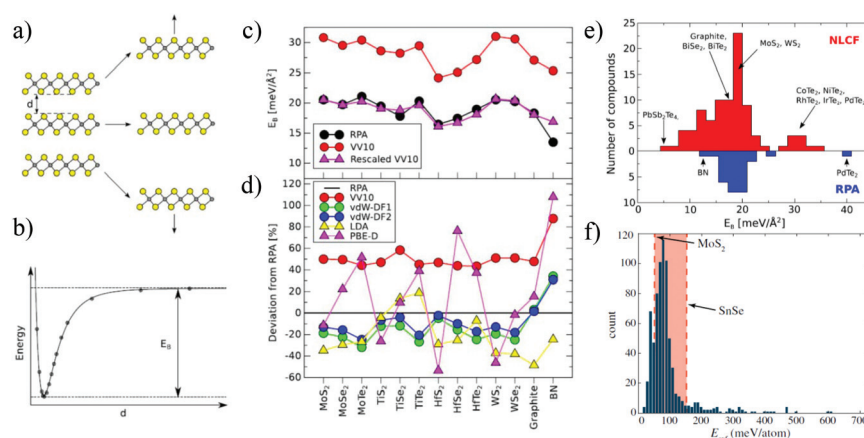 a)
d
b)
Energy
E_B
d
c)
E_B [meV/Å²]
30
25
20
15
10
RPA
VV10
Rescaled VV10
d)
Deviation from RPA [%]
120
100
80
60
40
20
0
-20
-40
-60
RPA
VV10
vdW-DF1
vdW-DF2
LDA
PBE-D
MoS₂
MoSe₂
MoTe₂
TiS₂
TiSe₂
TiTe₂
HfS₂
HfSe₂
HfTe₂
WS₂
WSe₂
Graphite
BN
e)
Number of compounds
25
20
15
10
5
0
5
10
Graphite,
BiSe₂, BiTe₂
MoS₂, WS₂
NLCF
PbSb₂Te₄
CoTe₂, NiTe₂
RhTe₂, IrTe₂, PdTe₂
BN
PdTe₂
RPA
0 10 20 30 40
E_B [meV/Å²]
f)
count
120
90
60
30
0
MoS₂
SnSe
100 200 300 400 500 600 700
(meV/atom)